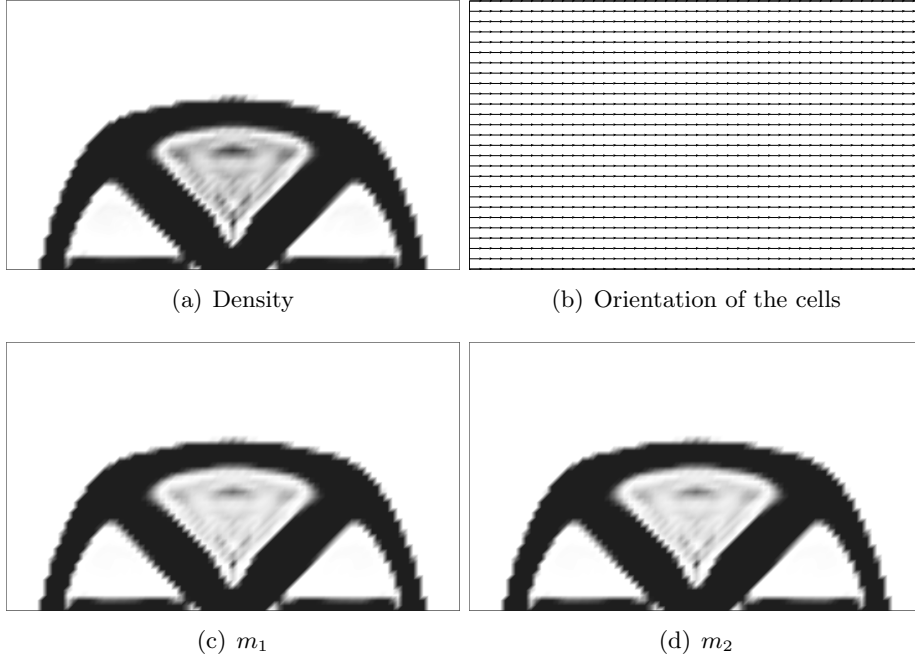 (a) Density
(b) Orientation of the cells
(c) m₁
(d) m₂